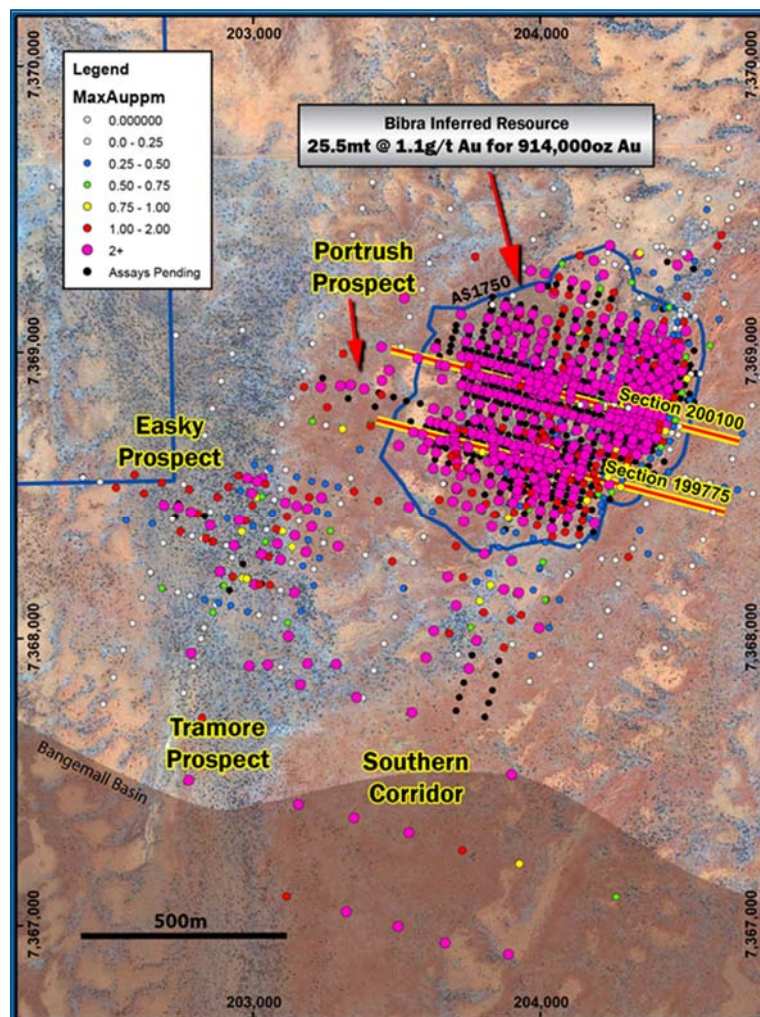 203,000
204,000
7,370,000
7,370,000
Legend
MaxAuppm
0.000000
0.0 - 0.25
0.25 - 0.50
0.50 - 0.75
0.75 - 1.00
1.00 - 2.00
2+
Assays Pending
Bibra Inferred Resource
25.5mt @ 1.1g/t Au for 914,000oz Au
Portrush
Prospect
A$1750
7,369,000
7,369,000
Section 200100
Easky
Prospect
Section 199775
7,368,000
7,368,000
Tramore
Prospect
Southern
Corridor
Bangemall Basin
7,367,000
7,367,000
500m
203,000
204,000